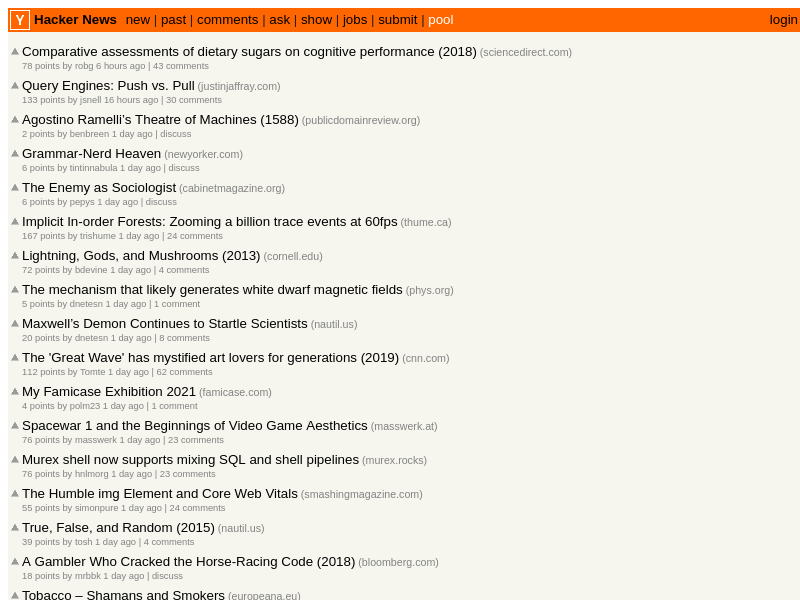 Y Hacker News new | past | comments | ask | show | jobs | submit | pool login
Comparative assessments of dietary sugars on cognitive performance (2018) (sciencedirect.com)
78 points by robg 6 hours ago | 43 comments
Query Engines: Push vs. Pull (justinjaffray.com)
133 points by jsnell 16 hours ago | 30 comments
Agostino Ramelli’s Theatre of Machines (1588) (publicdomainreview.org)
2 points by benbreen 1 day ago | discuss
Grammar-Nerd Heaven (newyorker.com)
6 points by tintinnabula 1 day ago | discuss
The Enemy as Sociologist (cabinetmagazine.org)
6 points by pepys 1 day ago | discuss
Implicit In-order Forests: Zooming a billion trace events at 60fps (thume.ca)
167 points by trishume 1 day ago | 24 comments
Lightning, Gods, and Mushrooms (2013) (cornell.edu)
72 points by bdevine 1 day ago | 4 comments
The mechanism that likely generates white dwarf magnetic fields (phys.org)
5 points by dnetesn 1 day ago | 1 comment
Maxwell’s Demon Continues to Startle Scientists (nautil.us)
20 points by dnetesn 1 day ago | 8 comments
The 'Great Wave' has mystified art lovers for generations (2019) (cnn.com)
112 points by Tomte 1 day ago | 62 comments
My Famicase Exhibition 2021 (famicase.com)
4 points by polm23 1 day ago | 1 comment
Spacewar 1 and the Beginnings of Video Game Aesthetics (masswerk.at)
76 points by masswerk 1 day ago | 23 comments
Murex shell now supports mixing SQL and shell pipelines (murex.rocks)
76 points by hnlmorg 1 day ago | 23 comments
The Humble img Element and Core Web Vitals (smashingmagazine.com)
55 points by simonpure 1 day ago | 24 comments
True, False, and Random (2015) (nautil.us)
39 points by tosh 1 day ago | 4 comments
A Gambler Who Cracked the Horse-Racing Code (2018) (bloomberg.com)
18 points by mrbbk 1 day ago | discuss
Tobacco – Shamans and Smokers (europeana.eu)